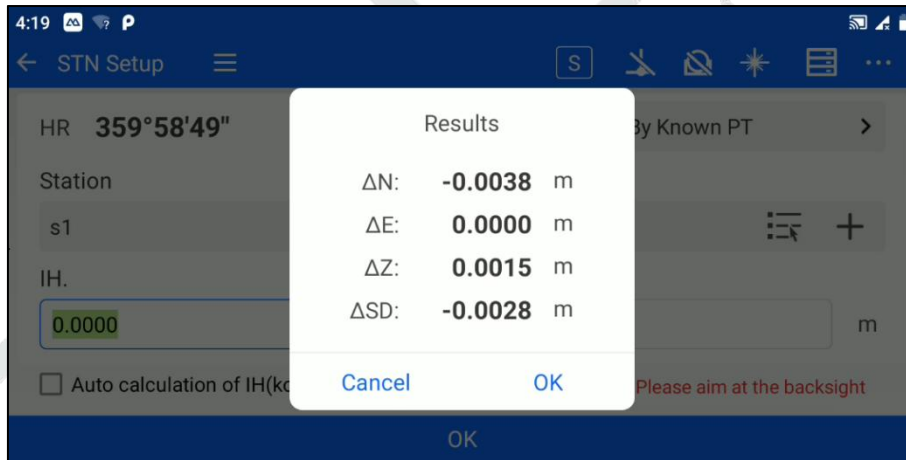 4:19
STN Setup
S
HR 359°58'49"
By Known PT
Station
s1
IH.
0.0000
m
Auto calculation of IH(kc
Please aim at the backsight
OK
Results
ΔN: -0.0038 m
ΔE: 0.0000 m
ΔZ: 0.0015 m
ΔSD: -0.0028 m
Cancel OK